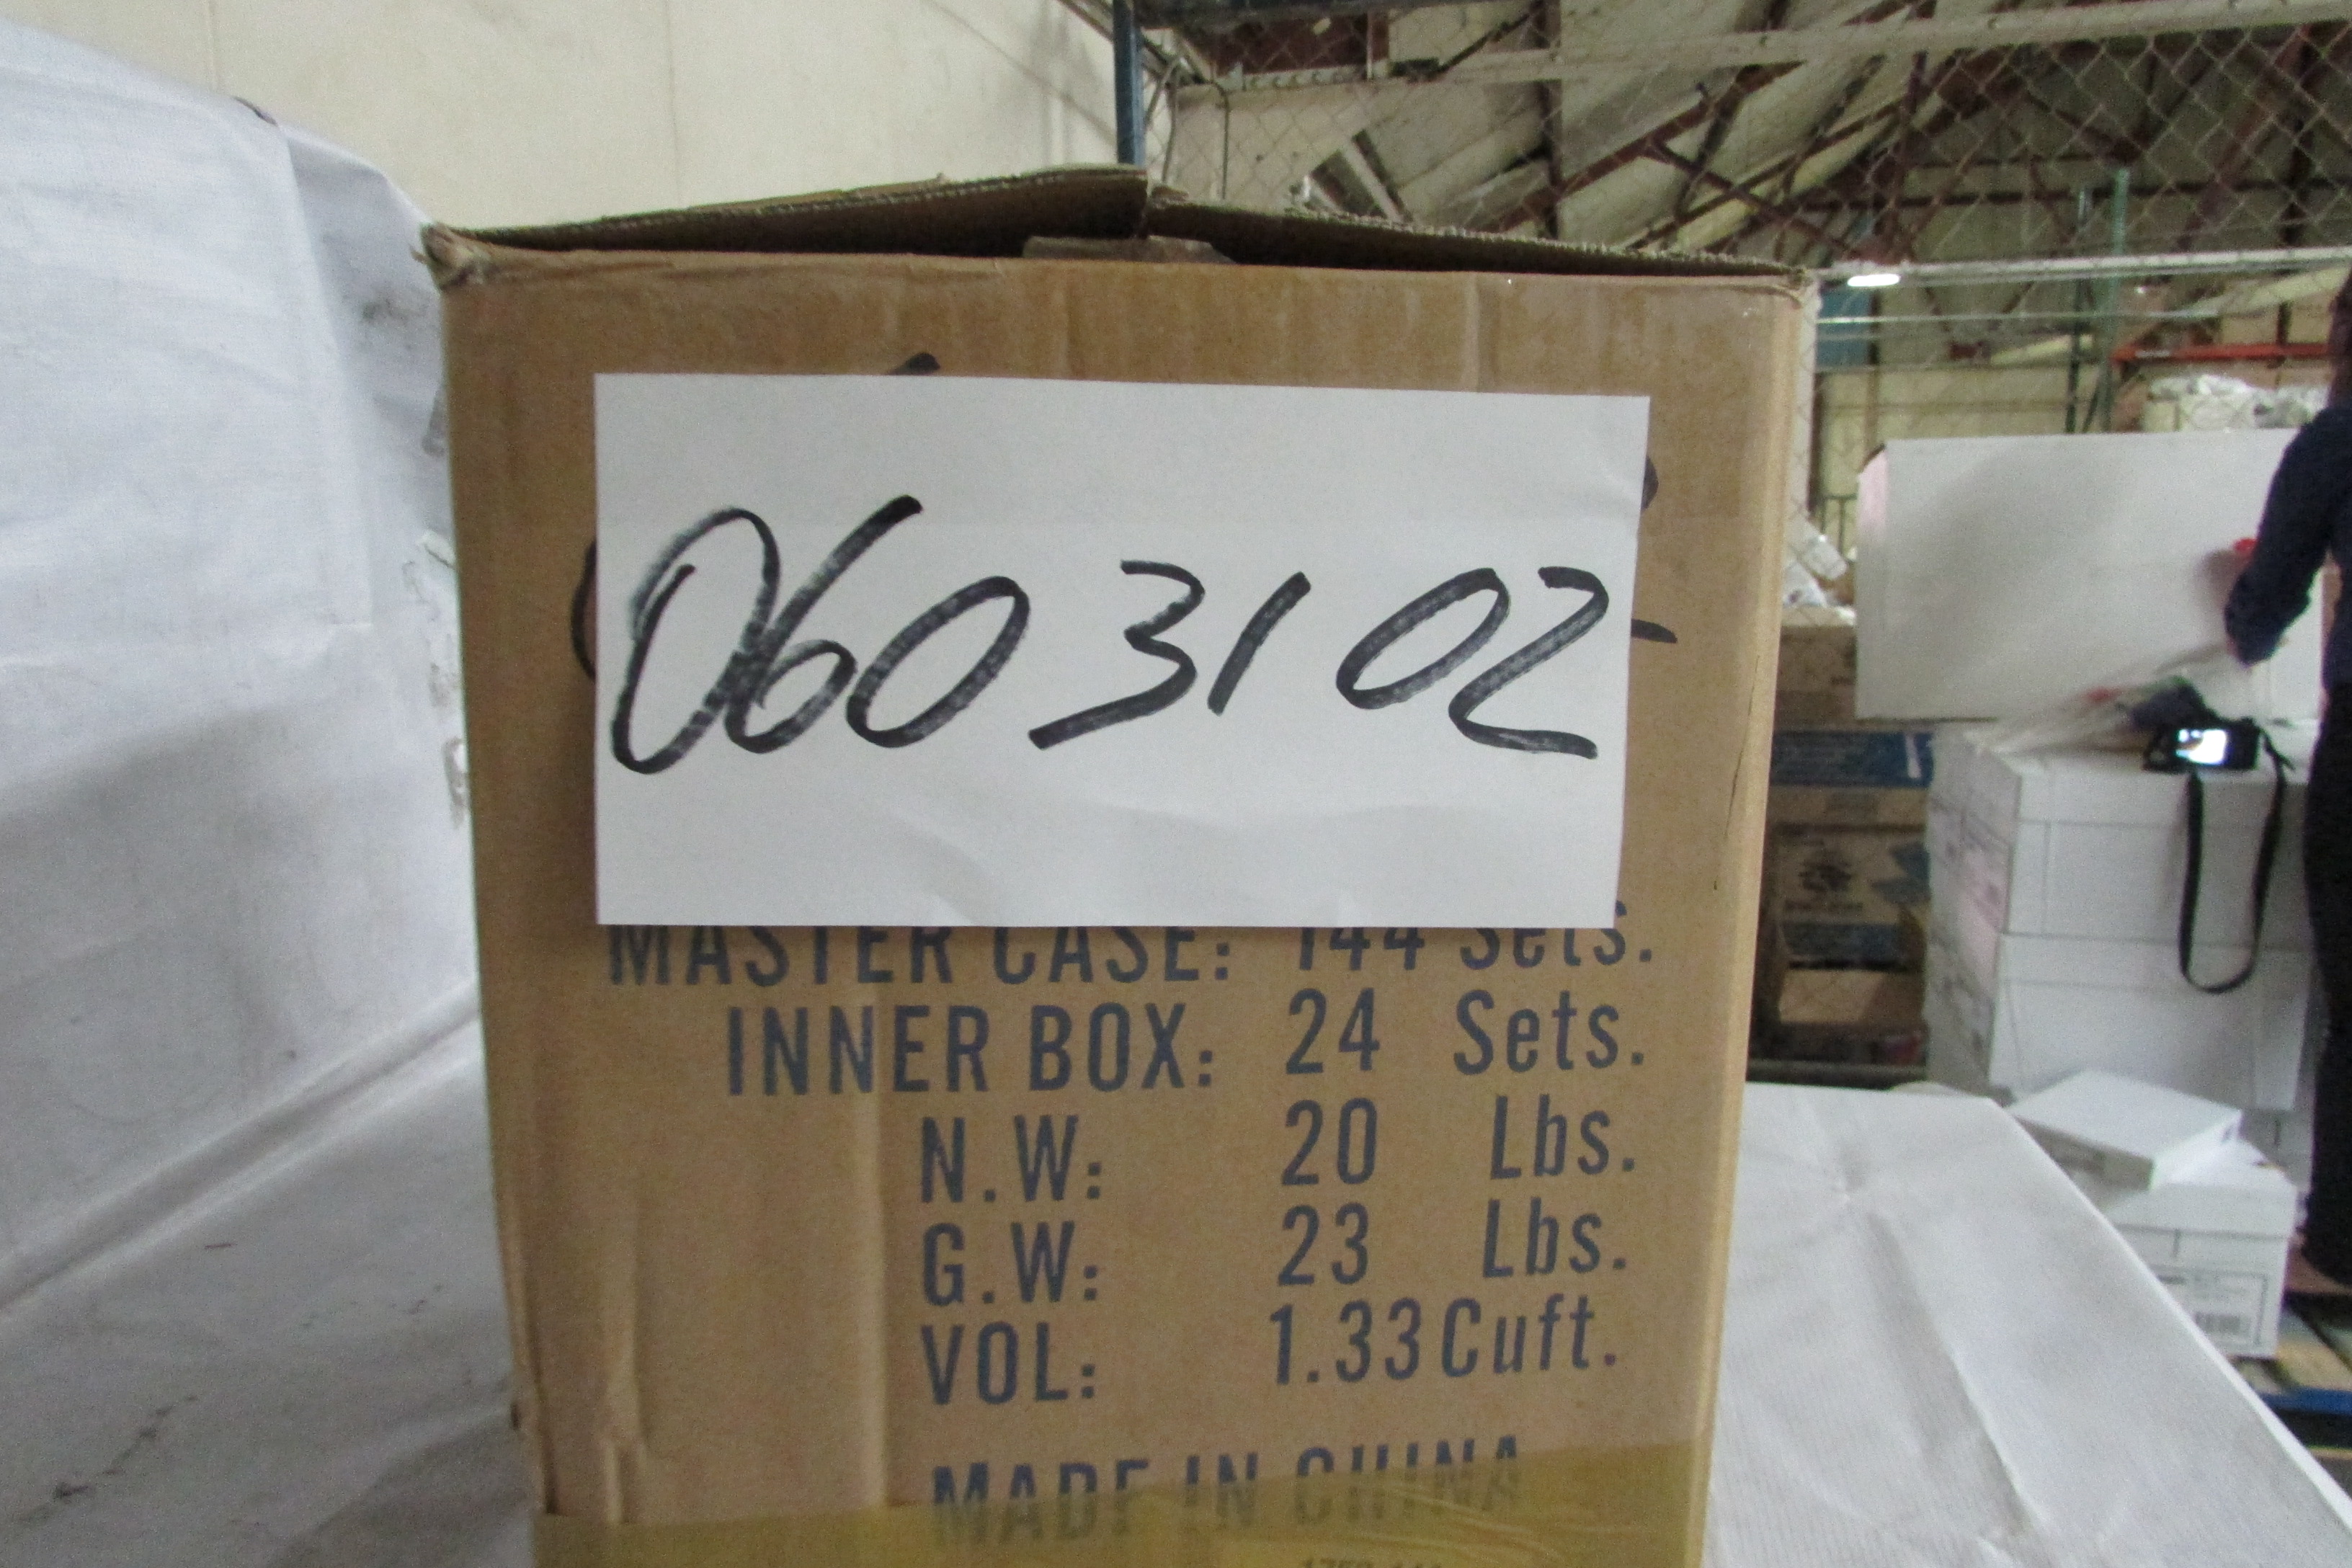 0603102
MASTER CASE: 144 Sets.
INNER BOX: 24 Sets.
N.W: 20 Lbs.
G.W: 23 Lbs.
VOL: 1.33 Cuft.
MADE IN CHINA